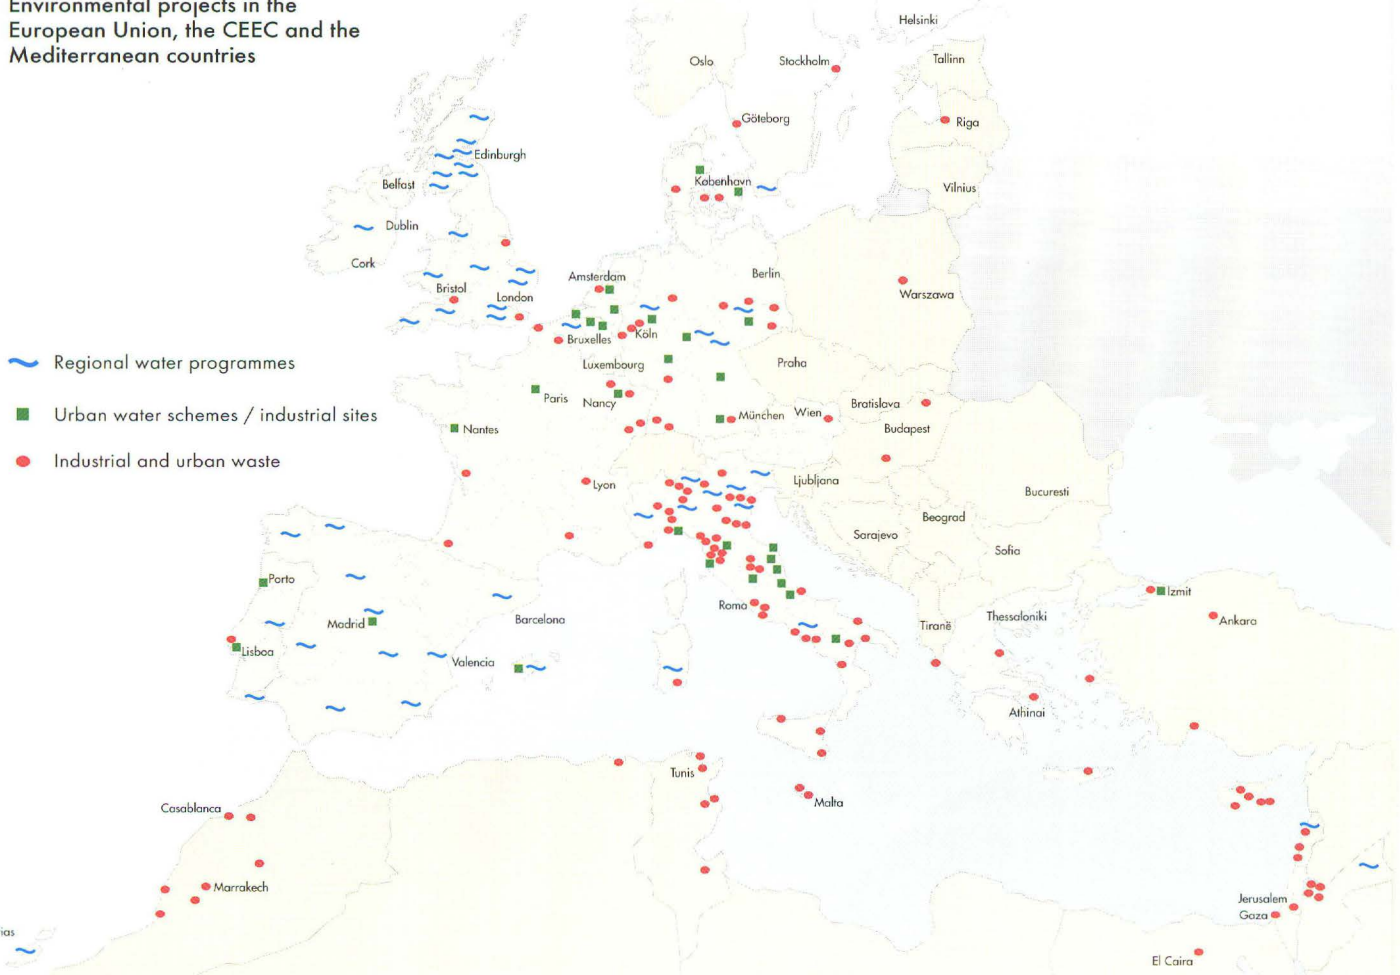 Environmental projects in the
European Union, the CEEC and the
Mediterranean countries
Helsinki
Oslo
Stockholm
Tallinn
Göteborg
Riga
Edinburgh
Belfast
København
Vilnius
Dublin
Cork
Amsterdam
Berlin
Bristol
London
Warszawa
Bruxelles
Köln
Regional water programmes
Luxembourg
Praha
Paris
Nancy
Urban water schemes / industrial sites
München
Wien
Bratislava
Nantes
Budapest
Industrial and urban waste
Lyon
Ljubljana
Bucuresti
Beograd
Sarajevo
Sofia
Porto
Izmit
Roma
Madrid
Barcelona
Thessaloniki
Ankara
Tiranë
Lisboa
Valencia
Athinai
Tunis
Casablanca
Malta
Marrakech
Jerusalem
Gaza
ias
El Caira